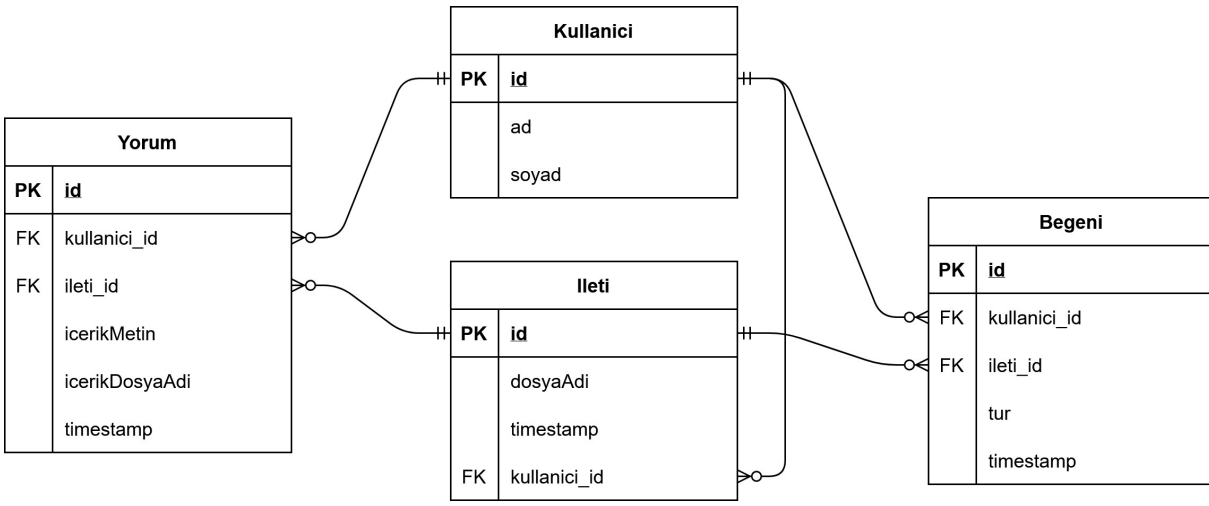 Kullanici
PK id
ad
soyad
Yorum
PK id
FK kullanici_id
FK ileti_id
icerikMetin
icerikDosyaAdi
timestamp
Ileti
PK id
dosyaAdi
timestamp
FK kullanici_id
Begeni
PK id
FK kullanici_id
FK ileti_id
tur
timestamp